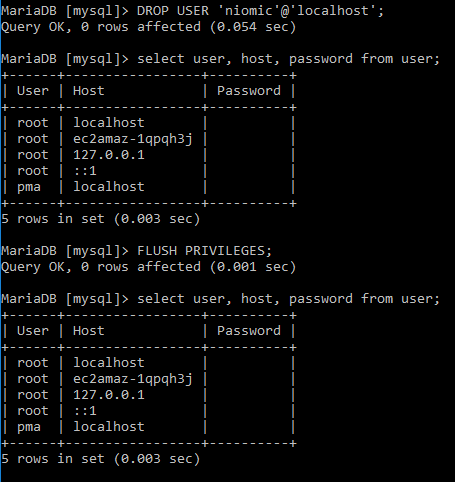 MariaDB [mysql]> DROP USER 'niomic'@'localhost';
Query OK, 0 rows affected (0.054 sec)
MariaDB [mysql]> select user, host, password from user;
+------+-----------------+----------+
| User | Host            | Password |
+------+-----------------+----------+
| root | localhost       |          |
| root | ec2amaz-1qpqh3j |          |
| root | 127.0.0.1       |          |
| root | ::1             |          |
| pma  | localhost       |          |
+------+-----------------+----------+
5 rows in set (0.003 sec)
MariaDB [mysql]> FLUSH PRIVILEGES;
Query OK, 0 rows affected (0.001 sec)
MariaDB [mysql]> select user, host, password from user;
+------+-----------------+----------+
| User | Host            | Password |
+------+-----------------+----------+
| root | localhost       |          |
| root | ec2amaz-1qpqh3j |          |
| root | 127.0.0.1       |          |
| root | ::1             |          |
| pma  | localhost       |          |
+------+-----------------+----------+
5 rows in set (0.003 sec)